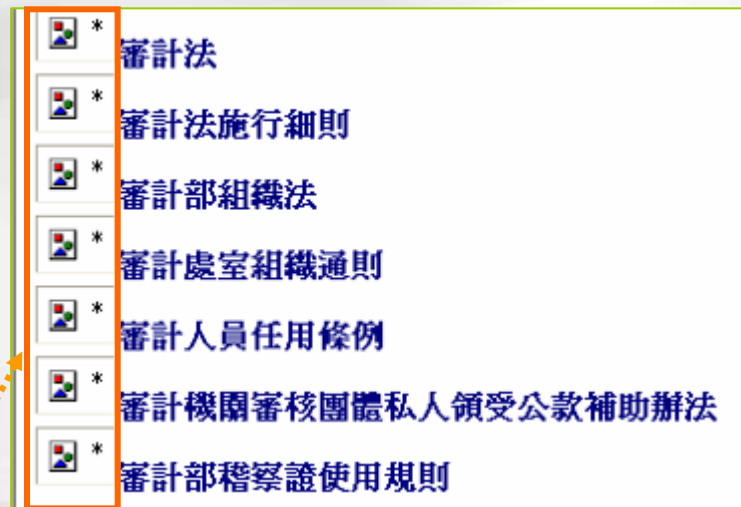 * 審計法
* 審計法施行細則
* 審計部組織法
* 審計處室組織通則
* 審計人員任用條例
* 審計機關審核團體私人領受公款補助辦法
* 審計部稽察證使用規則